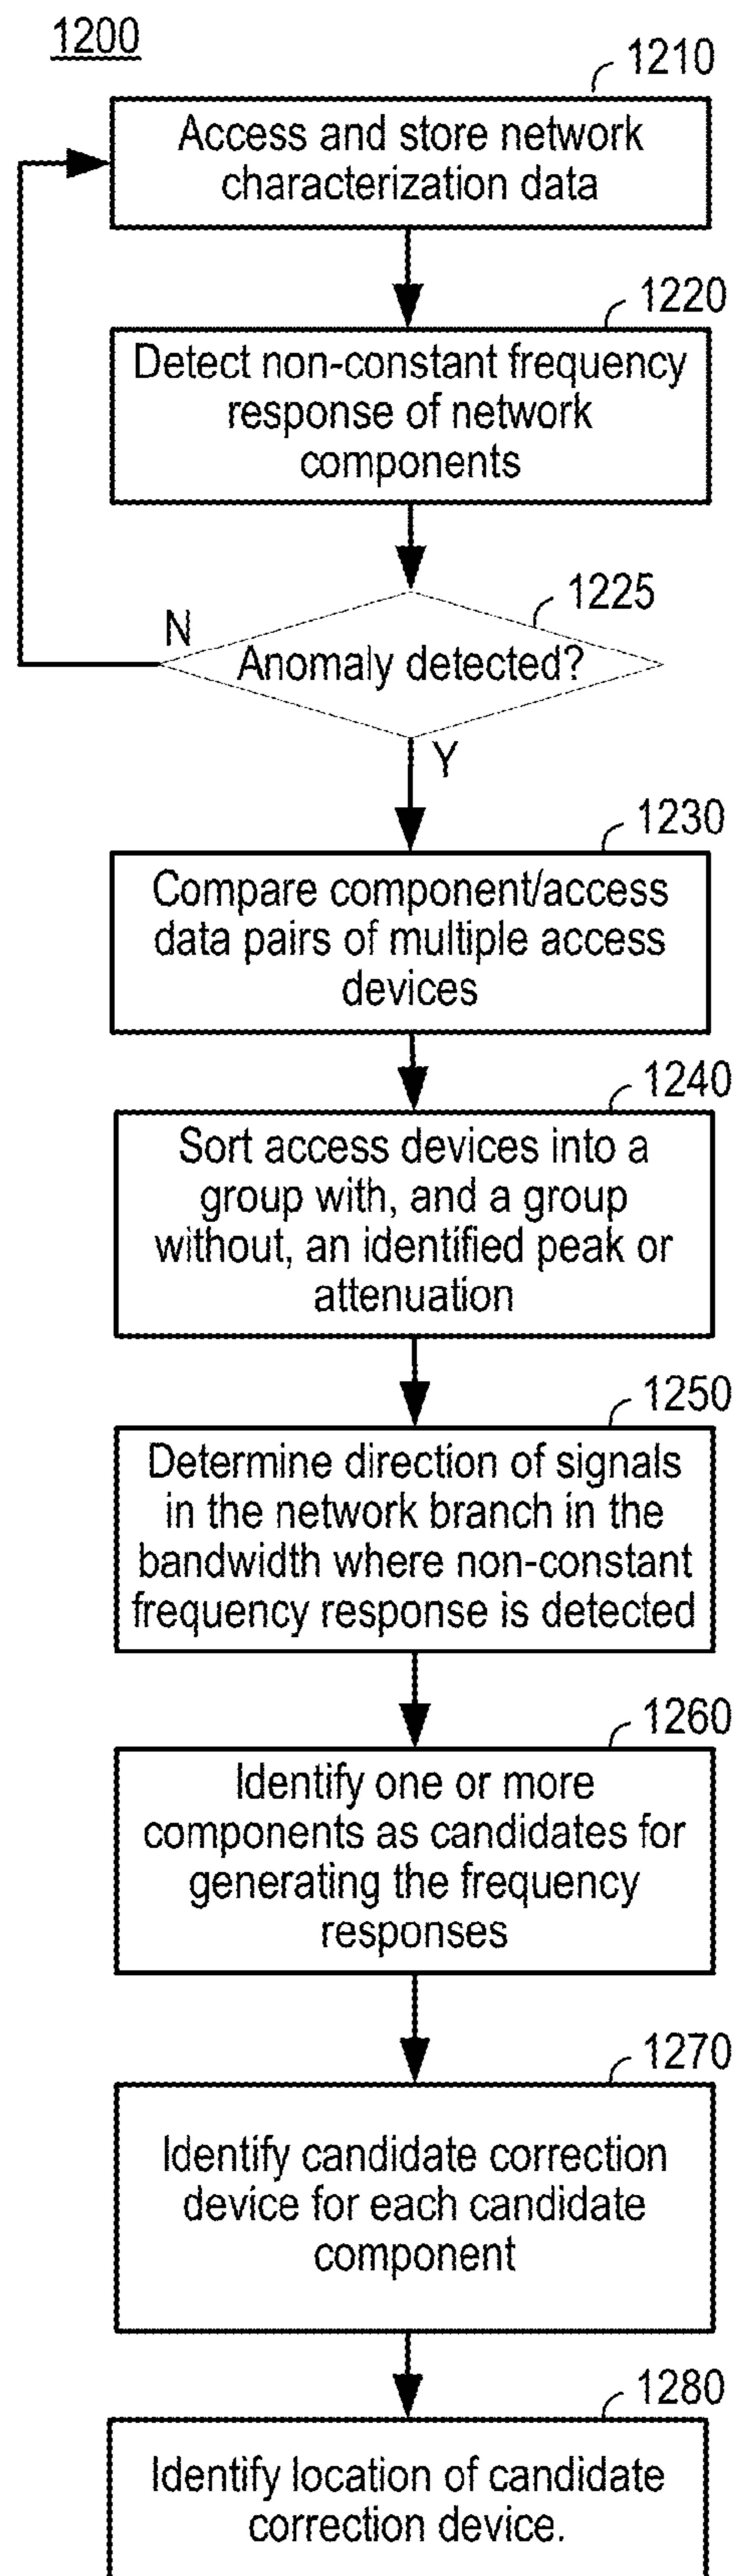 1200
1210
Access and store network
characterization data
1220
Detect non-constant frequency
response of network
components
1225
N
Anomaly detected?
Y
1230
Compare component/access
data pairs of multiple access
devices
1240
Sort access devices into a
group with, and a group
without, an identified peak or
attenuation
1250
Determine direction of signals
in the network branch in the
bandwidth where non-constant
frequency response is detected
1260
Identify one or more
components as candidates for
generating the frequency
responses
1270
Identify candidate correction
device for each candidate
component
1280
Identify location of candidate
correction device.